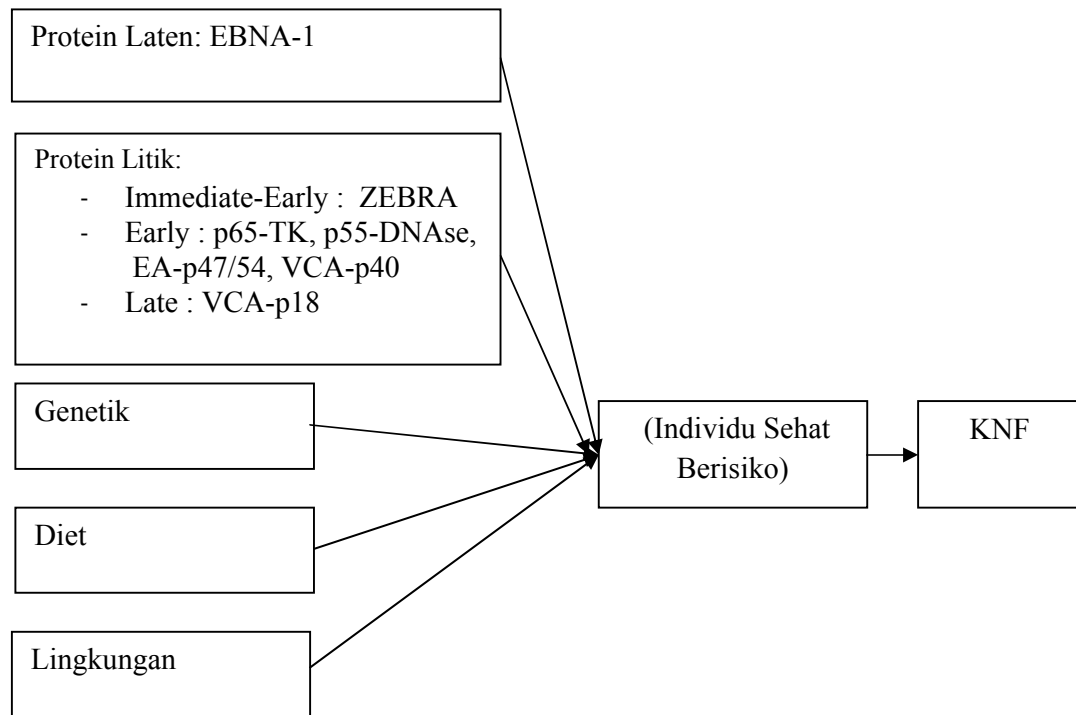 Protein Laten: EBNA-1
Protein Litik:
- Immediate-Early : ZEBRA
- Early : p65-TK, p55-DNAse,
EA-p47/54, VCA-p40
- Late : VCA-p18
Genetik
Diet
Lingkungan
(Individu Sehat
Berisiko)
KNF